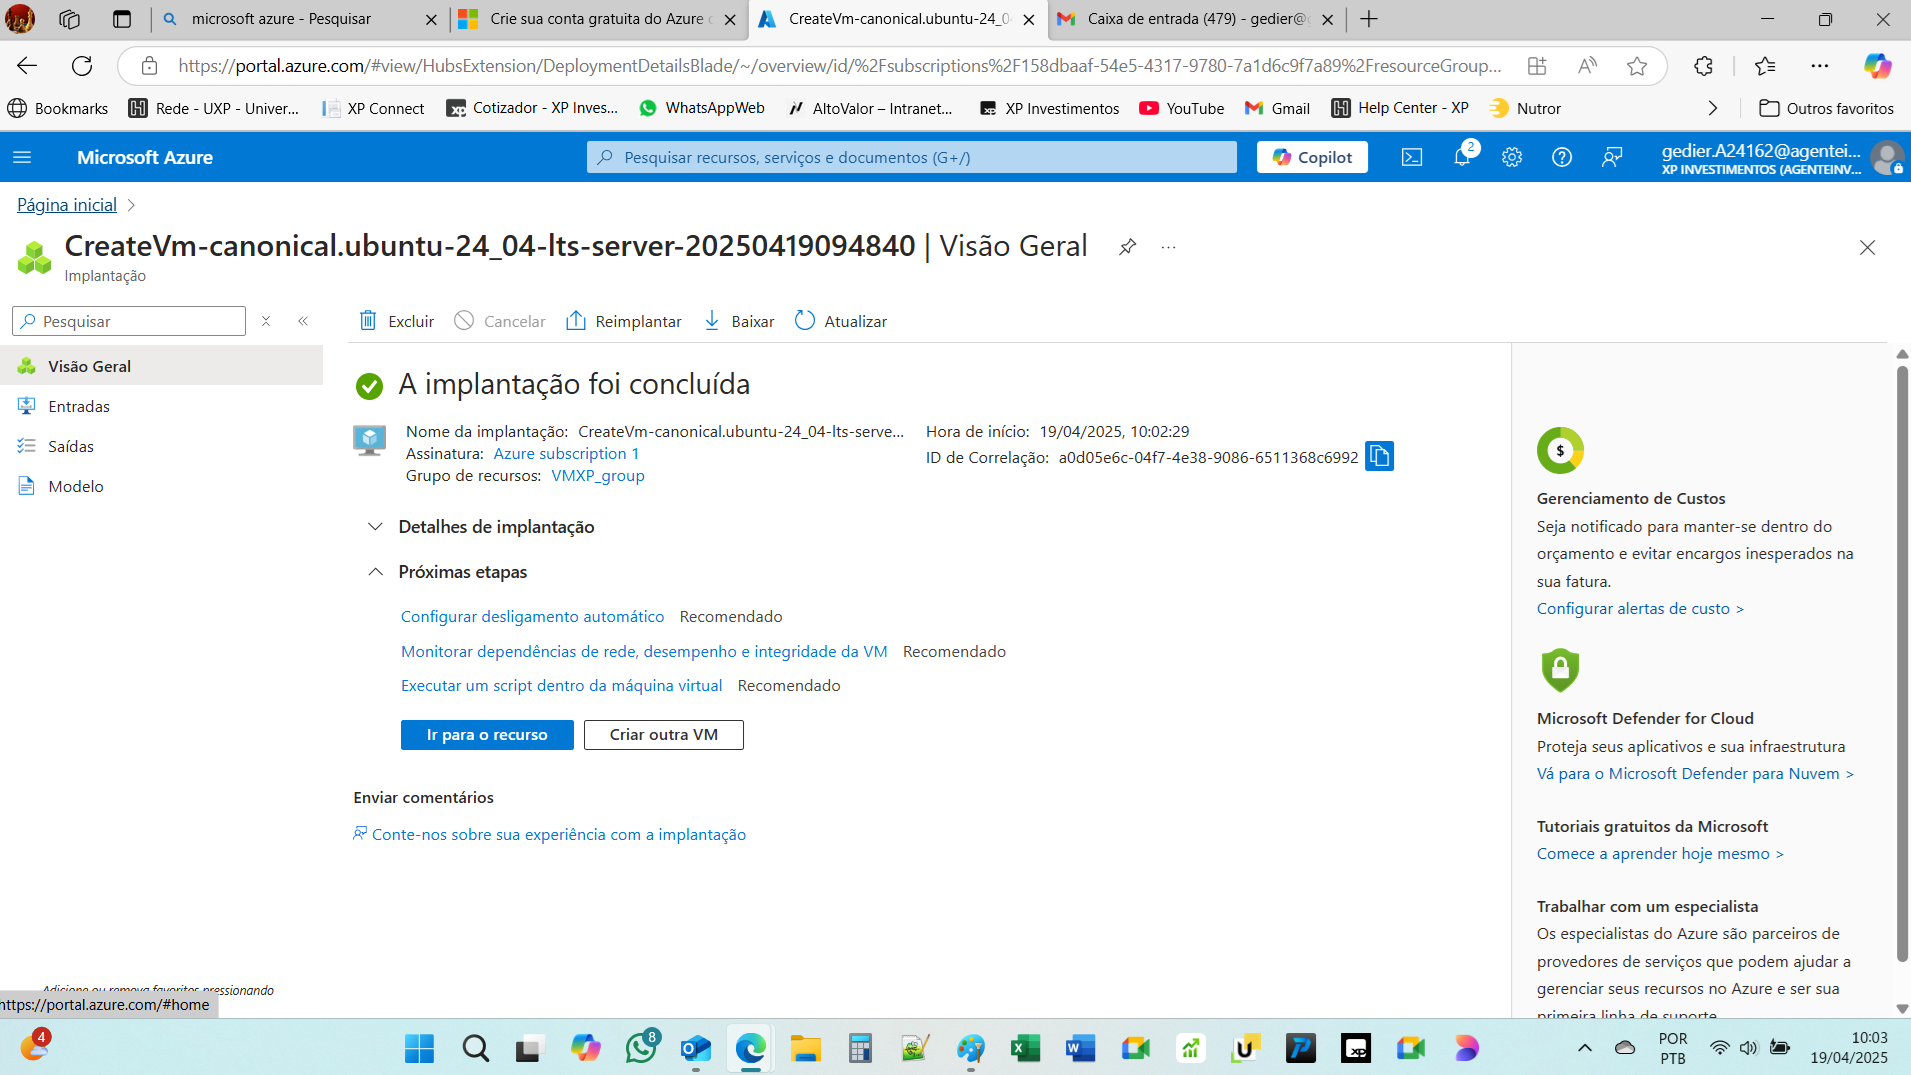 microsoft azure - Pesquisar
Crie sua conta gratuita do Azure
CreateVm-canonical.ubuntu-24_0
Caixa de entrada (479) - gedier@
https://portal.azure.com/#view/HubsExtension/DeploymentDetailsBlade/~/overview/id/%2Fsubscriptions%2F158dbaaf-54e5-4317-9780-7a1d6c9f7a89%2FresourceGroup...
Bookmarks
Rede - UXP - Univer...
XP Connect
Cotizador - XP Inves...
WhatsAppWeb
AltoValor – Intranet...
XP Investimentos
YouTube
Gmail
Help Center - XP
Nutror
Outros favoritos
Microsoft Azure
Pesquisar recursos, serviços e documentos (G+/)
Copilot
2
gedier.A24162@agentei...
XP INVESTIMENTOS (AGENTEINV...
Página inicial
CreateVm-canonical.ubuntu-24_04-lts-server-20250419094840 | Visão Geral
Implantação
Pesquisar
Excluir
Cancelar
Reimplantar
Baixar
Atualizar
Visão Geral
Entradas
Saídas
Modelo
A implantação foi concluída
Nome da implantação: CreateVm-canonical.ubuntu-24_04-lts-serve...
Assinatura: Azure subscription 1
Grupo de recursos: VMXP_group
Hora de início: 19/04/2025, 10:02:29
ID de Correlação: a0d05e6c-04f7-4e38-9086-6511368c6992
Detalhes de implantação
Próximas etapas
Configurar desligamento automático Recomendado
Monitorar dependências de rede, desempenho e integridade da VM Recomendado
Executar um script dentro da máquina virtual Recomendado
Ir para o recurso
Criar outra VM
Enviar comentários
Conte-nos sobre sua experiência com a implantação
$
Gerenciamento de Custos
Seja notificado para manter-se dentro do
orçamento e evitar encargos inesperados na
sua fatura.
Configurar alertas de custo >
Microsoft Defender for Cloud
Proteja seus aplicativos e sua infraestrutura
Vá para o Microsoft Defender para Nuvem >
Tutoriais gratuitos da Microsoft
Comece a aprender hoje mesmo >
Trabalhar com um especialista
Os especialistas do Azure são parceiros de
provedores de serviços que podem ajudar a
gerenciar seus recursos no Azure e ser sua
primeira linha de suporte.
Adicione ou remova favoritos pressionando
https://portal.azure.com/#home
4
8
POR
PTB
10:03
19/04/2025